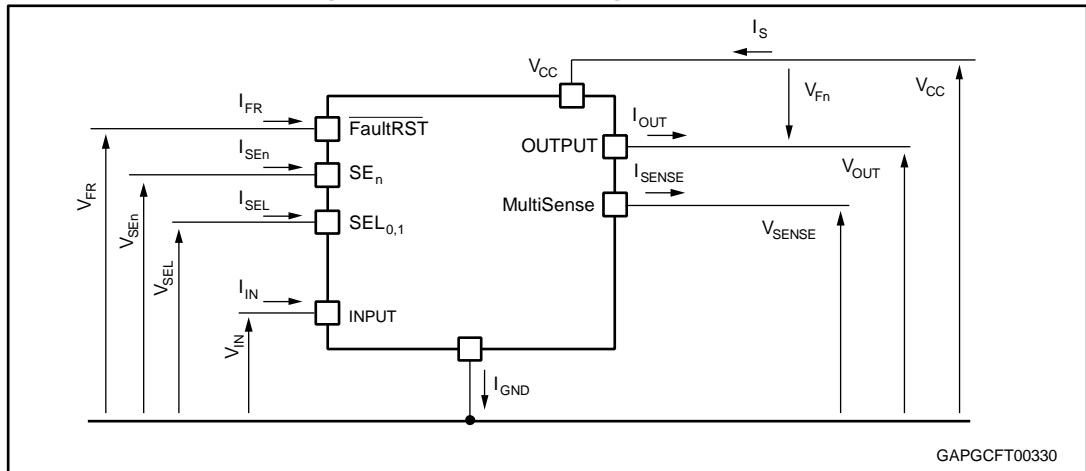 I_S
V_CC
V_Fn
V_CC
I_FR
FaultRST
I_OUT
OUTPUT
I_SEn
SE_n
V_OUT
I_SENSE
MultiSense
V_FR
V_SEn
I_SEL
SEL_0,1
V_SENSE
V_SEL
I_IN
INPUT
V_IN
I_GND
GAPGCFT00330